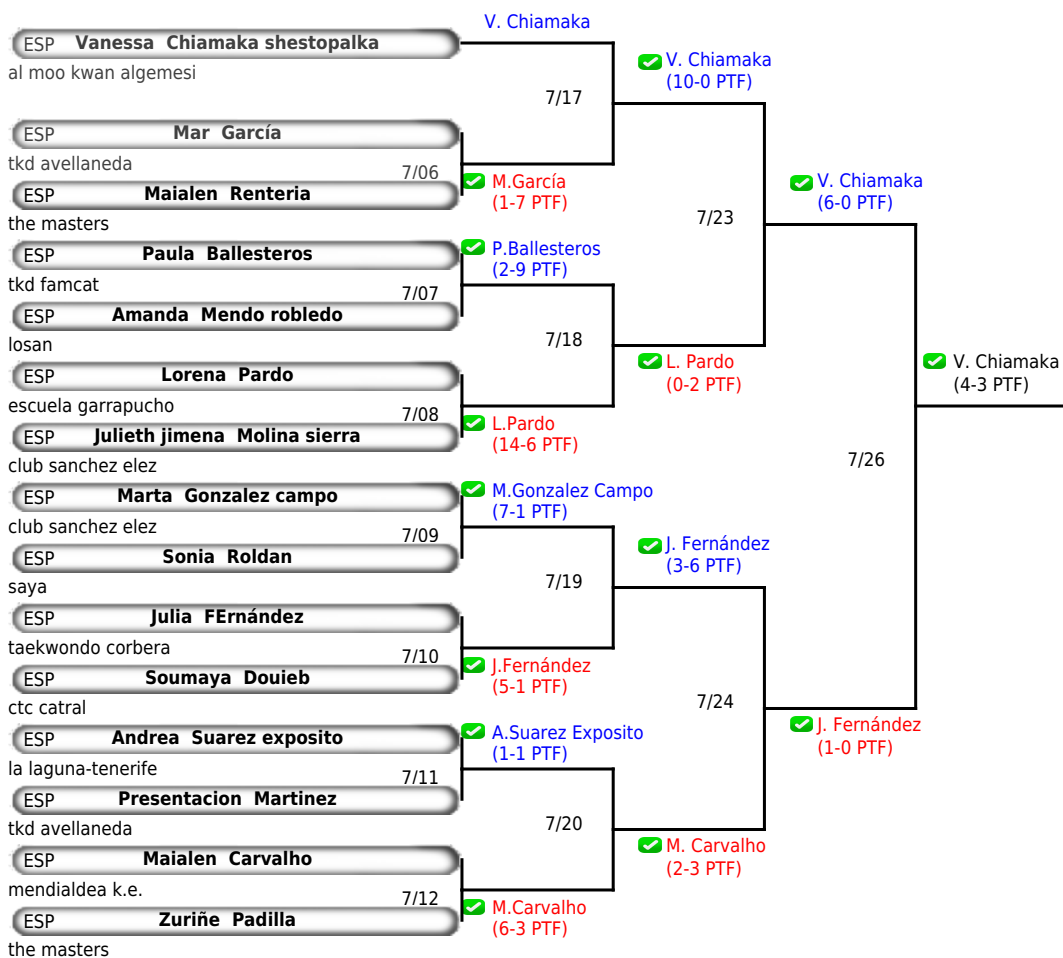 V. Chiamaka
ESP Vanessa Chiamaka shestopalka
al moo kwan algemesi
V. Chiamaka
(10-0 PTF)
7/17
ESP Mar García
tkd avellaneda
7/06
M.García
(1-7 PTF)
ESP Maialen Renteria
the masters
V. Chiamaka
(6-0 PTF)
7/23
ESP Paula Ballesteros
tkd famcat
P.Ballesteros
(2-9 PTF)
7/07
ESP Amanda Mendo robledo
losan
7/18
ESP Lorena Pardo
escuela garrapucho
L. Pardo
(0-2 PTF)
V. Chiamaka
(4-3 PTF)
7/08
L.Pardo
(14-6 PTF)
ESP Julieth jimena Molina sierra
club sanchez elez
7/26
ESP Marta Gonzalez campo
club sanchez elez
M.Gonzalez Campo
(7-1 PTF)
7/09
ESP Sonia Roldan
saya
J. Fernández
(3-6 PTF)
7/19
ESP Julia FErnández
taekwondo corbera
7/10
J.Fernández
(5-1 PTF)
ESP Soumaya Douieb
ctc catral
7/24
ESP Andrea Suarez exposito
la laguna-tenerife
A.Suarez Exposito
(1-1 PTF)
J. Fernández
(1-0 PTF)
7/11
ESP Presentacion Martinez
tkd avellaneda
7/20
ESP Maialen Carvalho
mendialdea k.e.
M. Carvalho
(2-3 PTF)
7/12
M.Carvalho
(6-3 PTF)
ESP Zuriñe Padilla
the masters